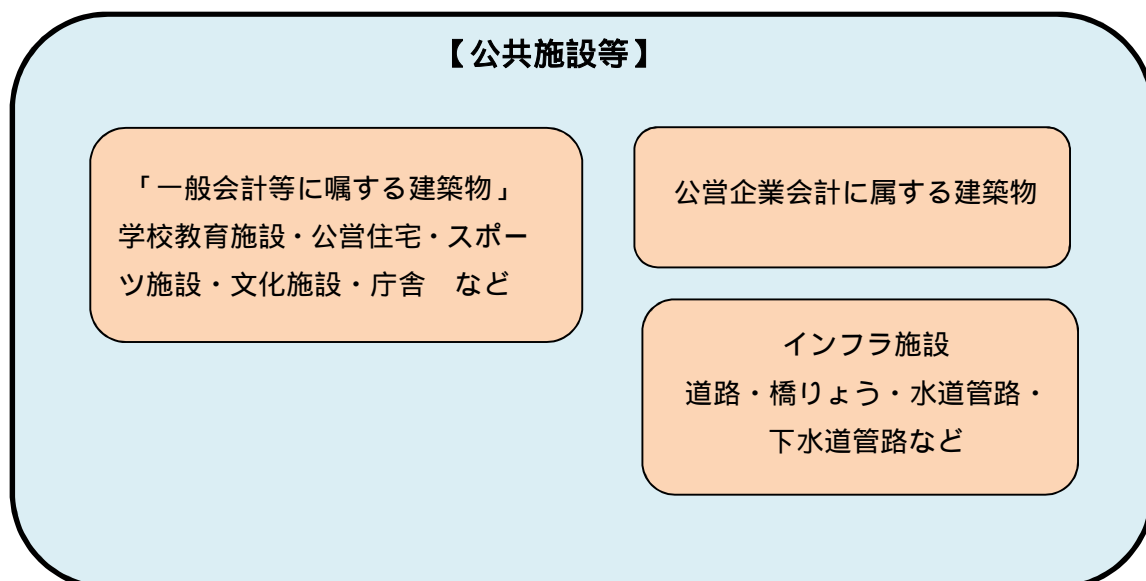 【公共施設等】
「一般会計等に嘱する建築物」
学校教育施設・公営住宅・スポー
ツ施設・文化施設・庁舎　など
公営企業会計に属する建築物
インフラ施設
道路・橋りょう・水道管路・
下水道管路など